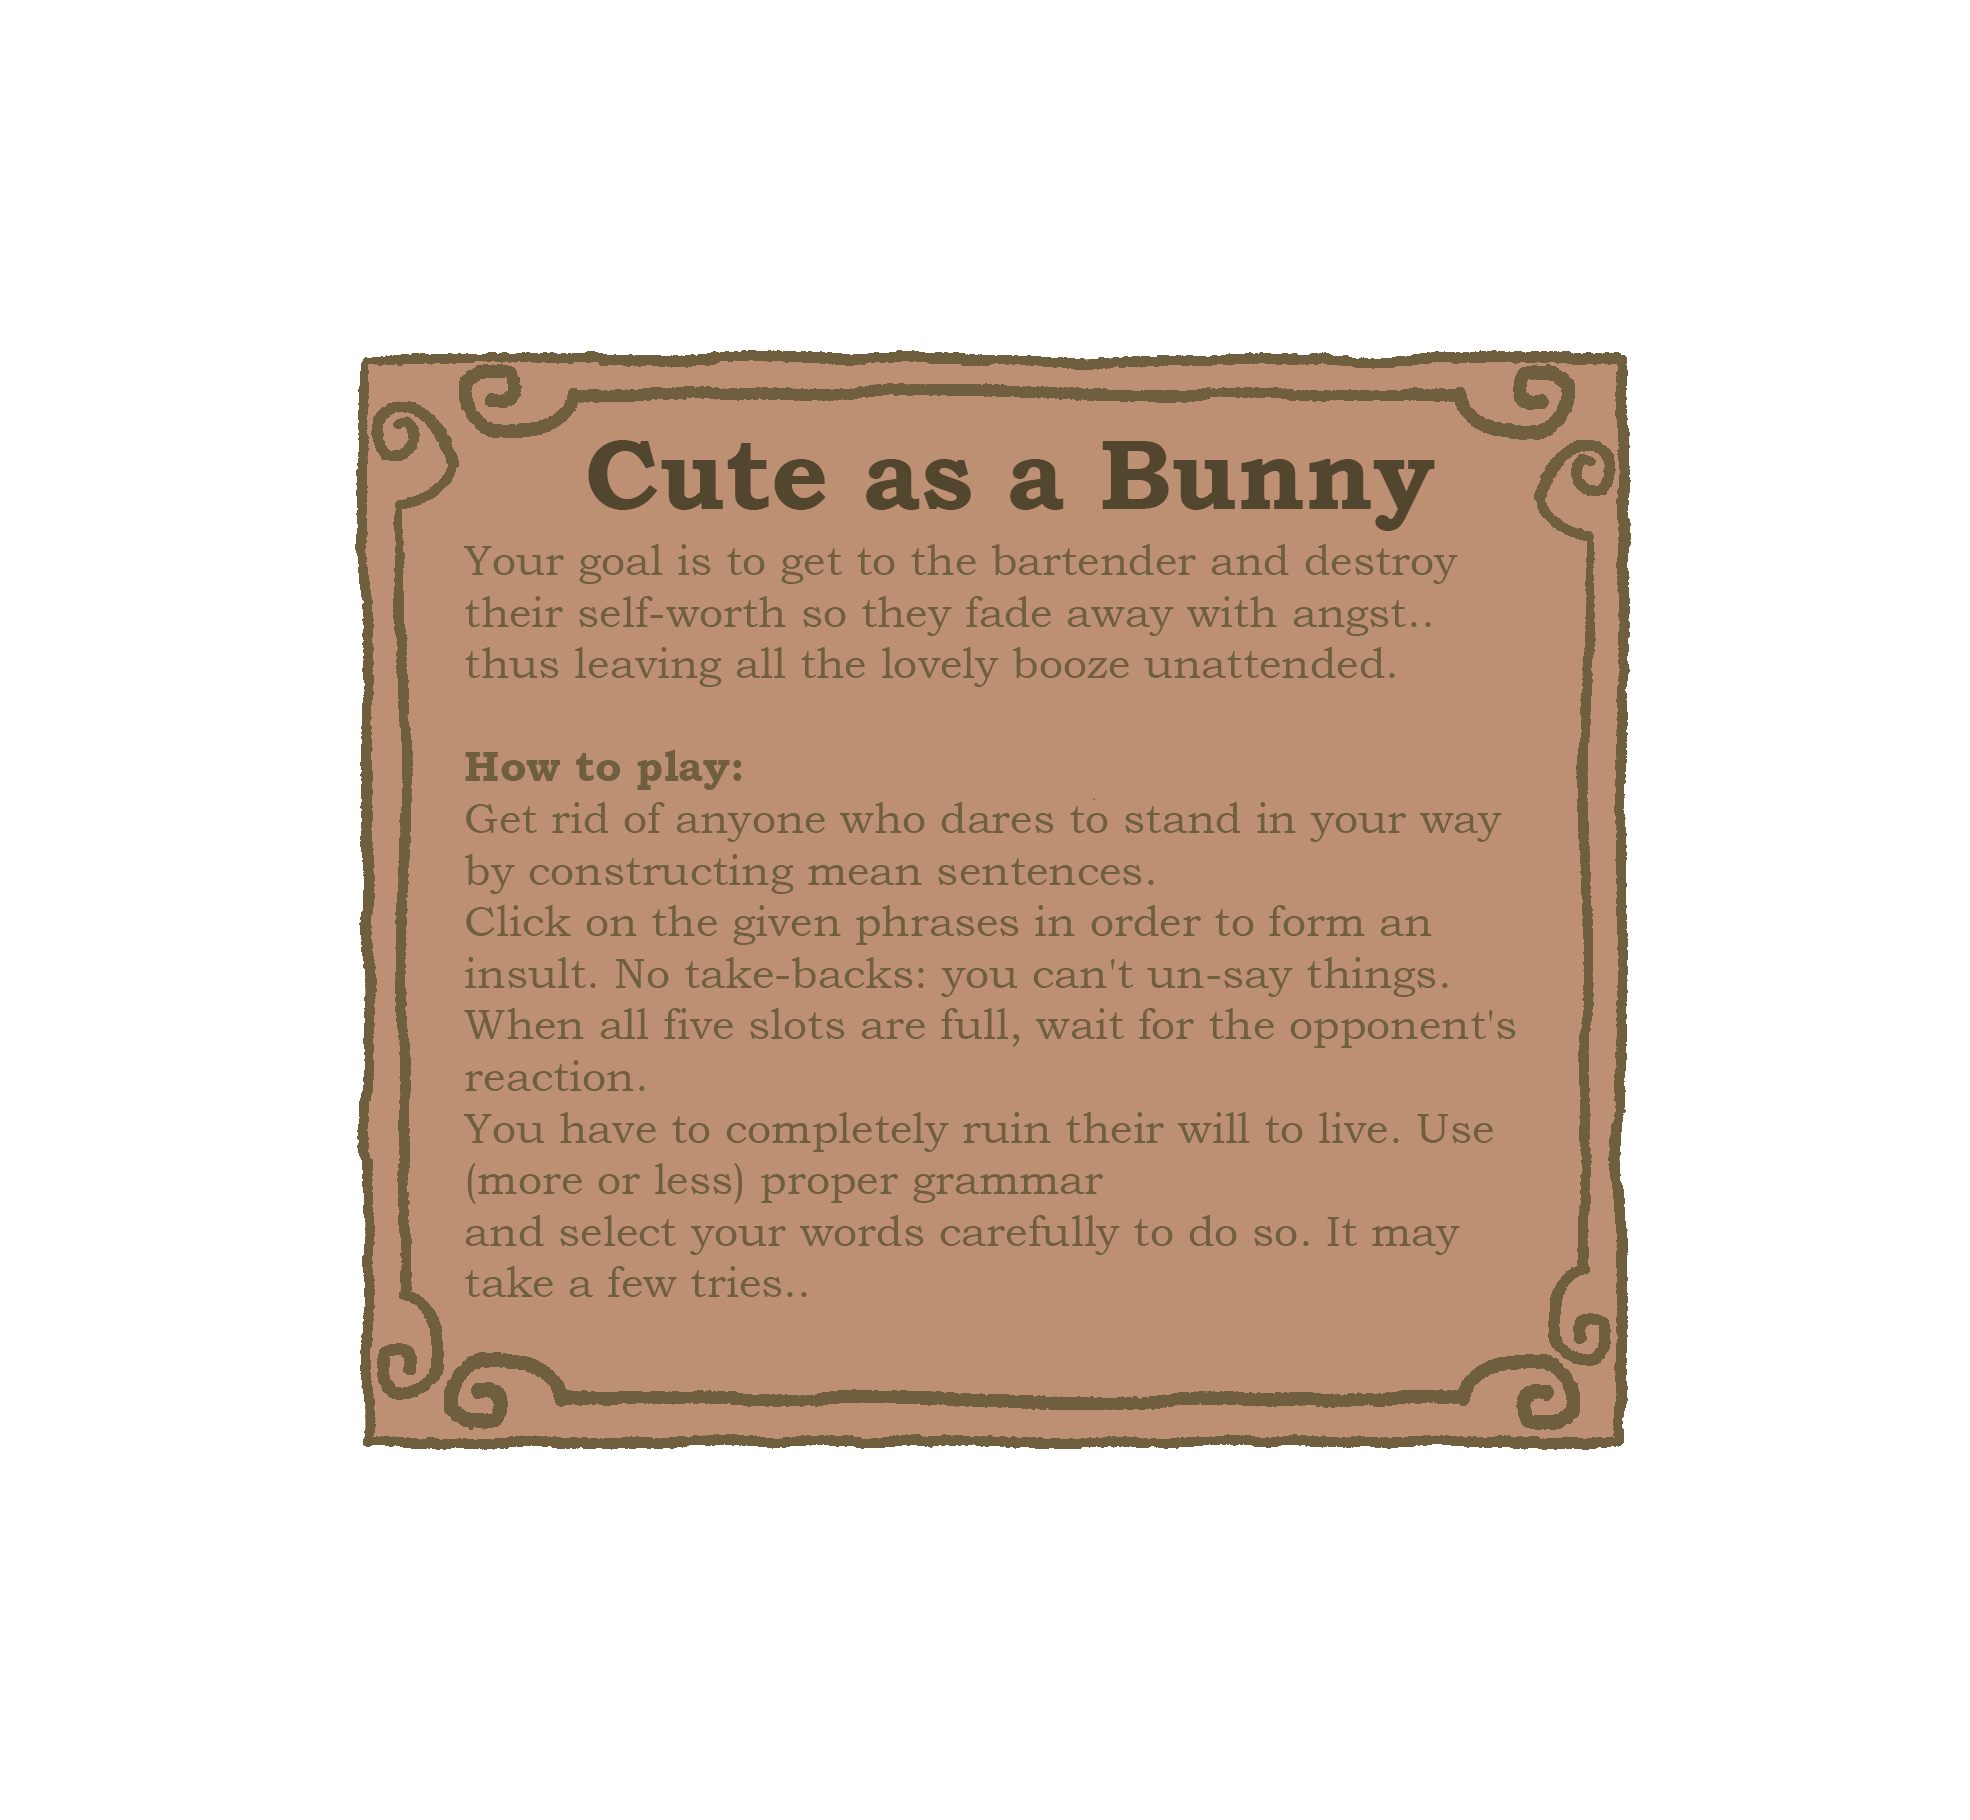 Cute as a Bunny
Your goal is to get to the bartender and destroy
their self-worth so they fade away with angst..
thus leaving all the lovely booze unattended.
How to play:
Get rid of anyone who dares to stand in your way
by constructing mean sentences.
Click on the given phrases in order to form an
insult. No take-backs: you can't un-say things.
When all five slots are full, wait for the opponent's
reaction.
You have to completely ruin their will to live. Use
(more or less) proper grammar
and select your words carefully to do so. It may
take a few tries..